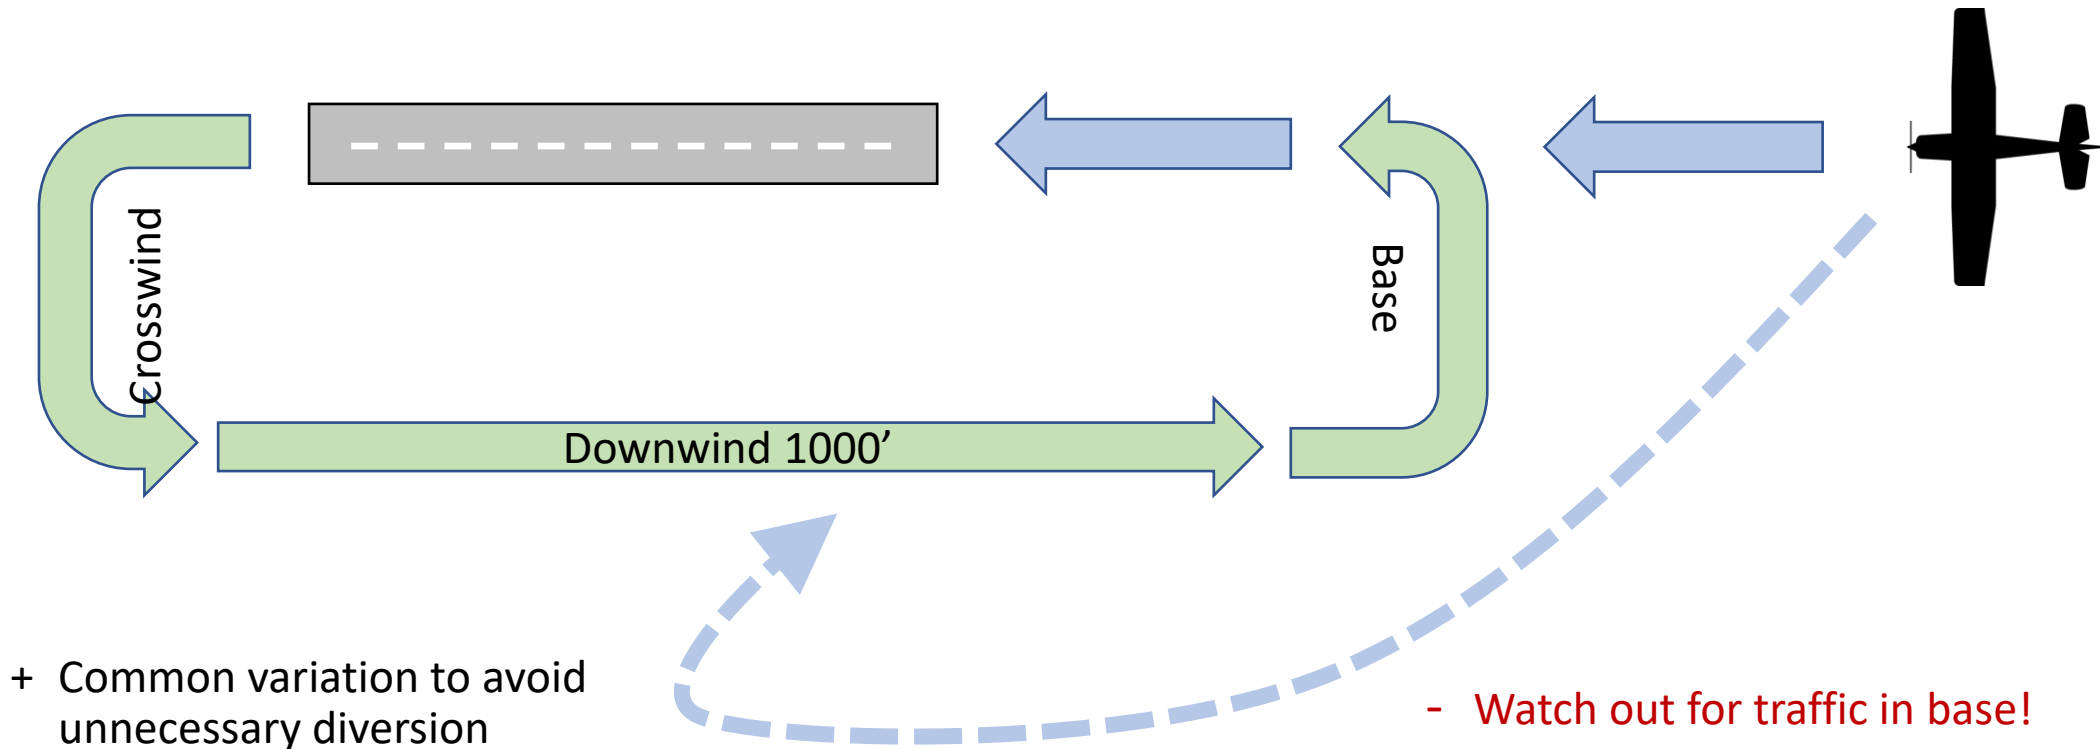 Crosswind
Base
Downwind 1000’
+ Common variation to avoid
unnecessary diversion
- Watch out for traffic in base!